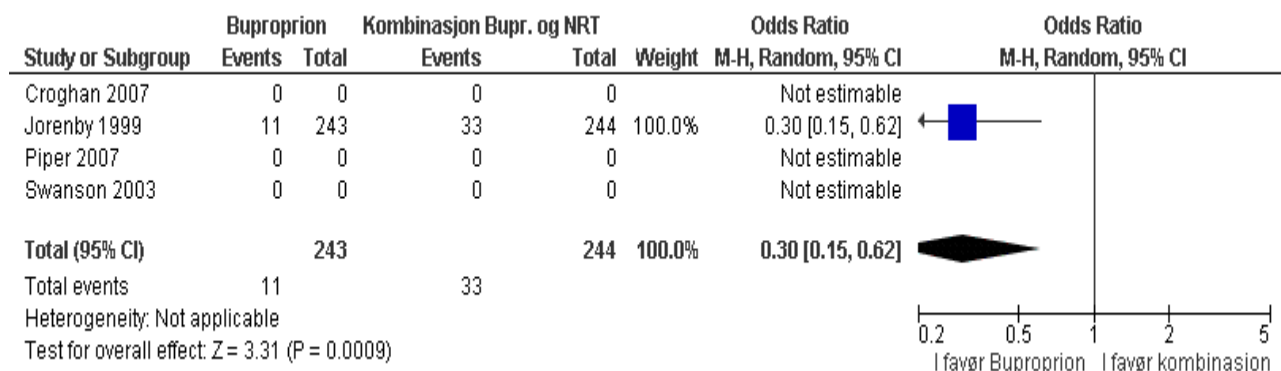 Buproprion Kombinasjon Bupr. og NRT Odds Ratio Odds Ratio
Study or Subgroup Events Total Events Total Weight M-H, Random, 95% CI M-H, Random, 95% CI
Croghan 2007 0 0 0 0 Not estimable
Jorenby 1999 11 243 33 244 100.0% 0.30 [0.15, 0.62]
Piper 2007 0 0 0 0 Not estimable
Swanson 2003 0 0 0 0 Not estimable
Total (95% CI) 243 244 100.0% 0.30 [0.15, 0.62]
Total events 11 33
Heterogeneity: Not applicable
Test for overall effect: Z = 3.31 (P = 0.0009)
0.2 0.5 1 2 5
I favør Buproprion I favør kombinasjon